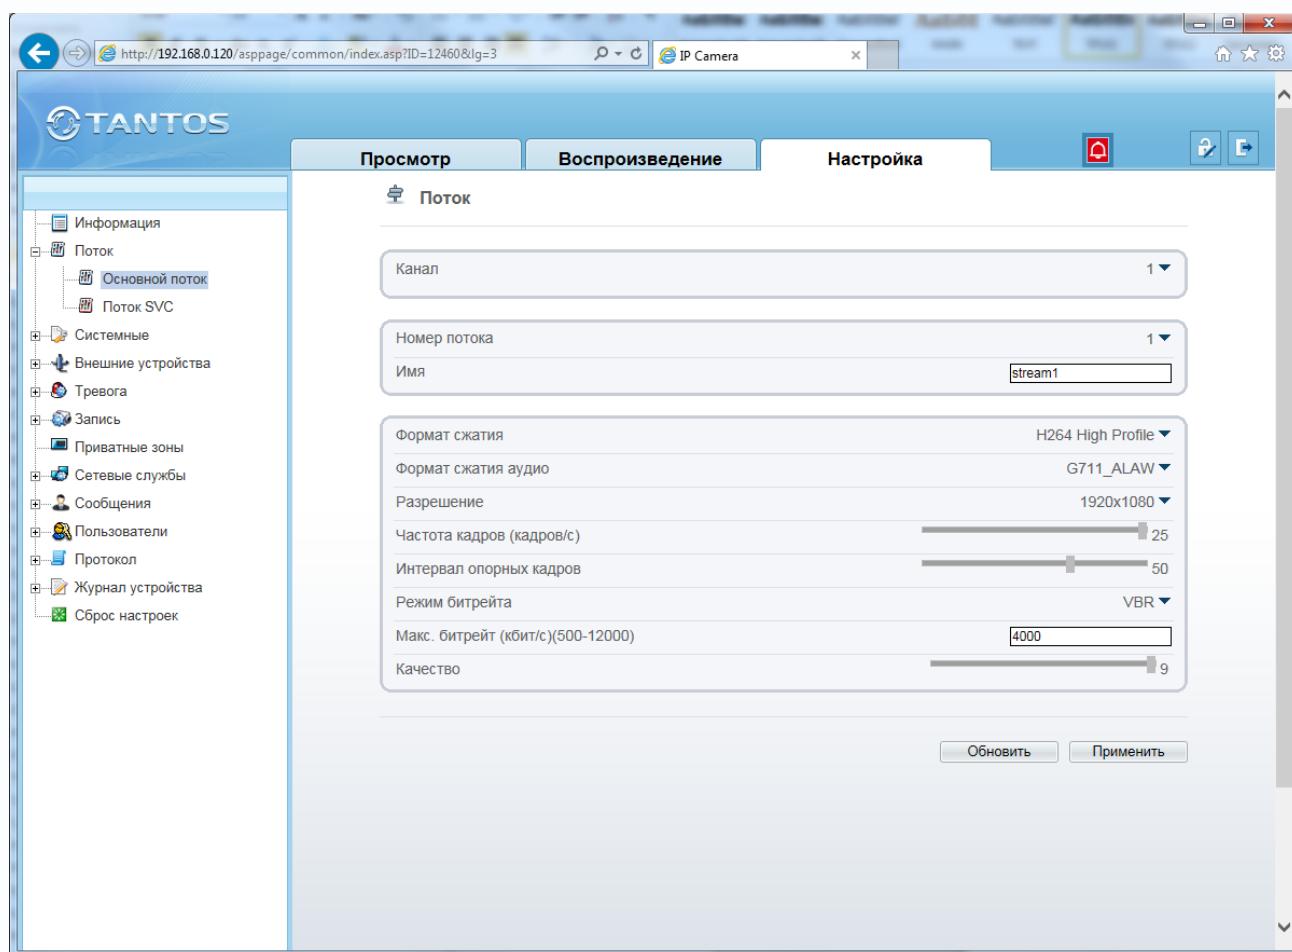 http://192.168.0.120/asppage/common/index.asp?ID=12460&lg=3
IP Camera
TANTOS
Просмотр
Воспроизведение
Настройка
Поток
Информация
Поток
Основной поток
Поток SVC
Системные
Внешние устройства
Тревога
Запись
Приватные зоны
Сетевые службы
Сообщения
Пользователи
Протокол
Журнал устройства
Сброс настроек
Канал 1
Номер потока 1
Имя stream1
Формат сжатия H264 High Profile
Формат сжатия аудио G711_ALAW
Разрешение 1920x1080
Частота кадров (кадров/с) 25
Интервал опорных кадров 50
Режим битрейта VBR
Макс. битрейт (кбит/с)(500-12000) 4000
Качество 9
Обновить Применить